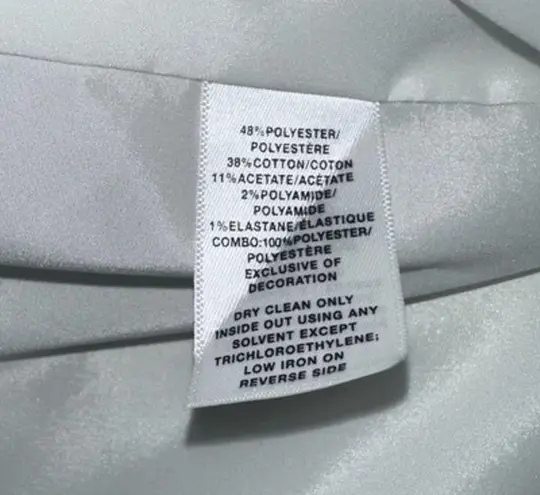 48%POLYESTER/
POLYESTÈRE
38%COTTON/COTON
11%ACETATE/ACÉTATE
2%POLYAMIDE/
POLYAMIDE
1%ELASTANE/ÉLASTIQUE
COMBO:100%POLYESTER/
POLYESTÈRE
EXCLUSIVE OF
DECORATION
DRY CLEAN ONLY
INSIDE OUT USING ANY
SOLVENT EXCEPT
TRICHLOROETHYLENE;
LOW IRON ON
REVERSE SIDE